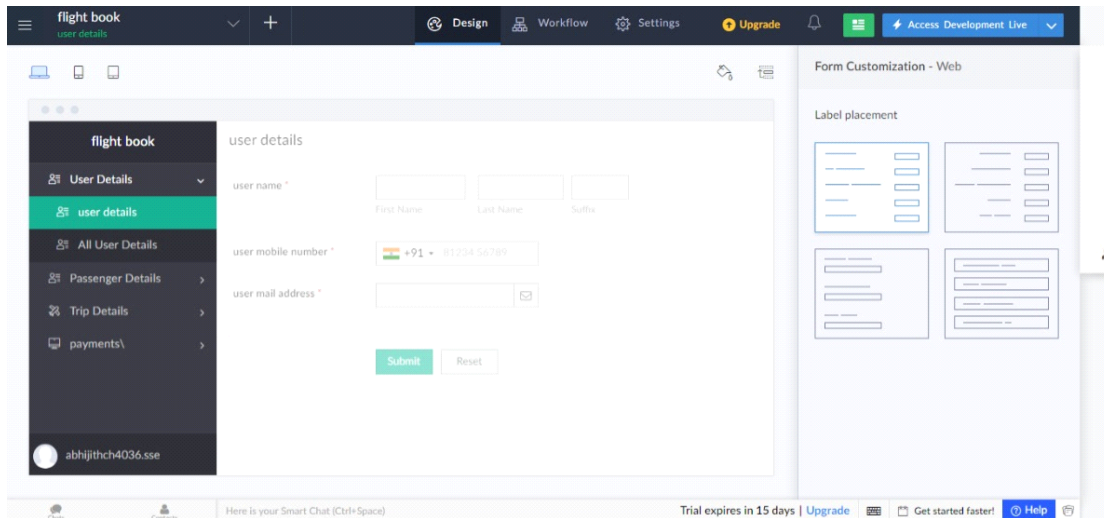 flight book
user details
Design
Workflow
Settings
Upgrade
Access Development Live
Form Customization - Web
Label placement
flight book
User Details
user details
All User Details
Passenger Details
Trip Details
payments\
abhijithch4036.sse
user details
user name *
First Name
Last Name
Suffix
user mobile number *
+91
81234 56789
user mail address *
Submit
Reset
Chats
Contacts
Here is your Smart Chat (Ctrl+Space)
Trial expires in 15 days | Upgrade
Get started faster!
Help